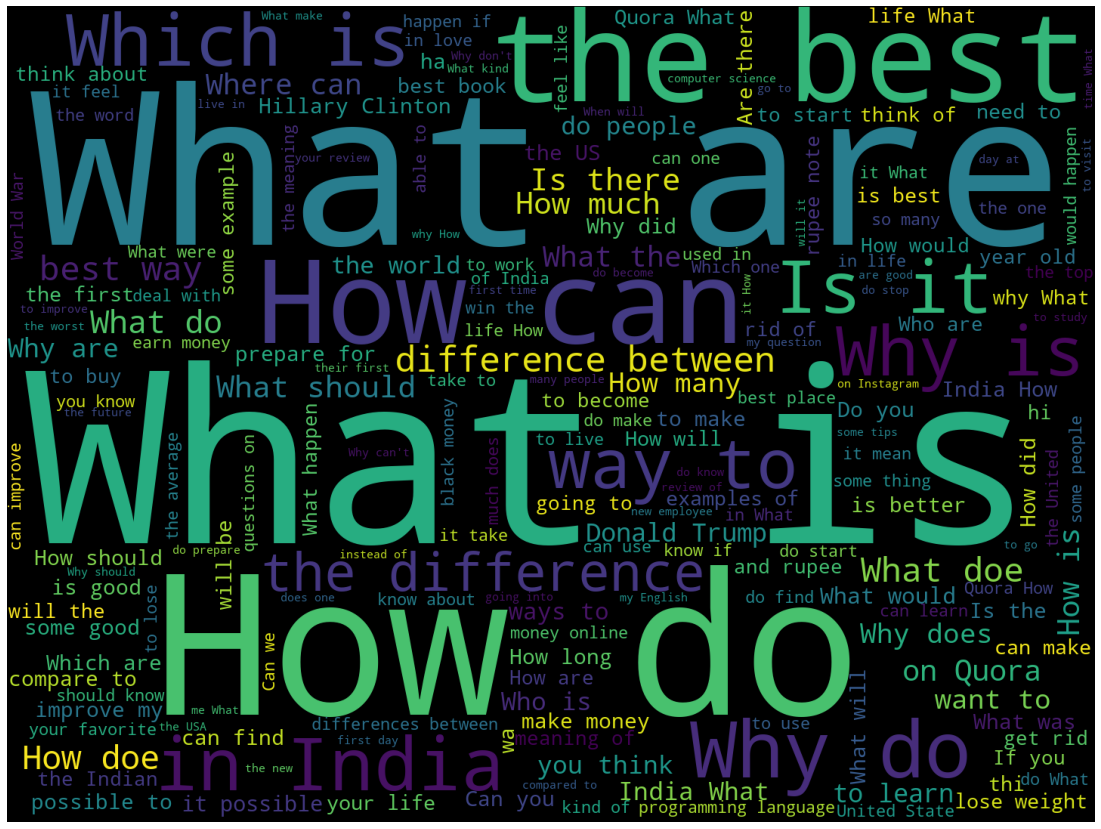 What make
happen if
Quora What
life What
Which is
in love
Why don't
the best
think about
ha
What kind
feel like
computer science
Are there
time What
it feel
Where can
best book
go to
the word
live in
Hillary Clinton
When will
to start
think of
need to
What are
do people
the meaning
your review
able to
the US
can one
rupee note
it What
day at
to visit
would happen
World War
some example
Is there
is best
the one
How much
Why did
so many
why How
will it
What were
How can
What the
used in
How would
year old
best way
the world
to work
of India
do become
Which one
Is it
in life
are good
the top
the first
deal with
first time
it How
do stop
why What
to improve
win the
What do
the worst
earn money
life How
rid of
my question
Who are
to study
Why are
prepare for
their first
difference between
Why is
to buy
What should
take to
many people
How many
best place
on Instagram
India How
you know
to become
Do you
hi
the future
do make
to make
some tips
What is
What happen
black money
to live
How will
it mean
some people
Why can't
much does
way to
do know
review of
some thing
can improve
the average
questions on
going to
examples of
is better
How did
the United
new employee
in What
Donald Trump
it take
How should
do prepare
will be
instead of
can use
know if
do start
to go
Why should
the difference
and rupee
What doe
How is
is good
does one
know about
going into
my English
do find
What would
Quora How
will the
ways to
can learn
Is the
some good
to lose
How do
money online
Why does
can make
Which are
Can we
How long
on Quora
compare to
How are
should know
Who is
want to
improve my
me What
differences between
make money
to use
What will
What was
your favorite
the USA
can find
first day
wa
meaning of
Why do
get rid
How doe
in India
If you
the Indian
the new
you think
thi
do What
compared to
India What
to learn
possible to
it possible
your life
Can you
kind of
programming language
United State
lose weight